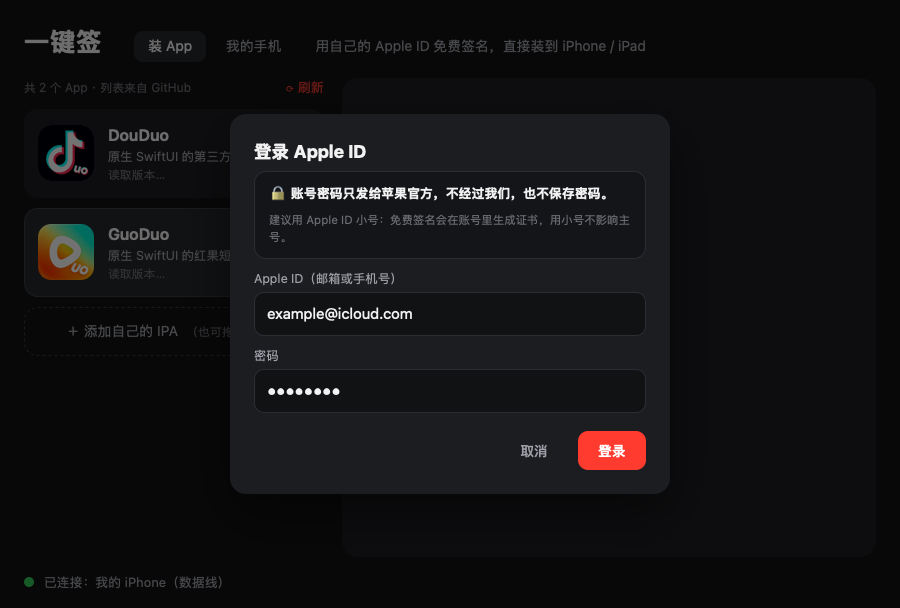 一键签
装 App
我的手机
用自己的 Apple ID 免费签名，直接装到 iPhone / iPad
共 2 个 App · 列表来自 GitHub
刷新
DouDuo
原生 SwiftUI 的第三方
读取版本...
GuoDuo
原生 SwiftUI 的红果短
读取版本...
+ 添加自己的 IPA （也可拖
登录 Apple ID
🔒 账号密码只发给苹果官方，不经过我们，也不保存密码。
建议用 Apple ID 小号：免费签名会在账号里生成证书，用小号不影响主
号。
Apple ID（邮箱或手机号）
example@icloud.com
密码
●●●●●●●●
取消
登录
已连接：我的 iPhone（数据线）